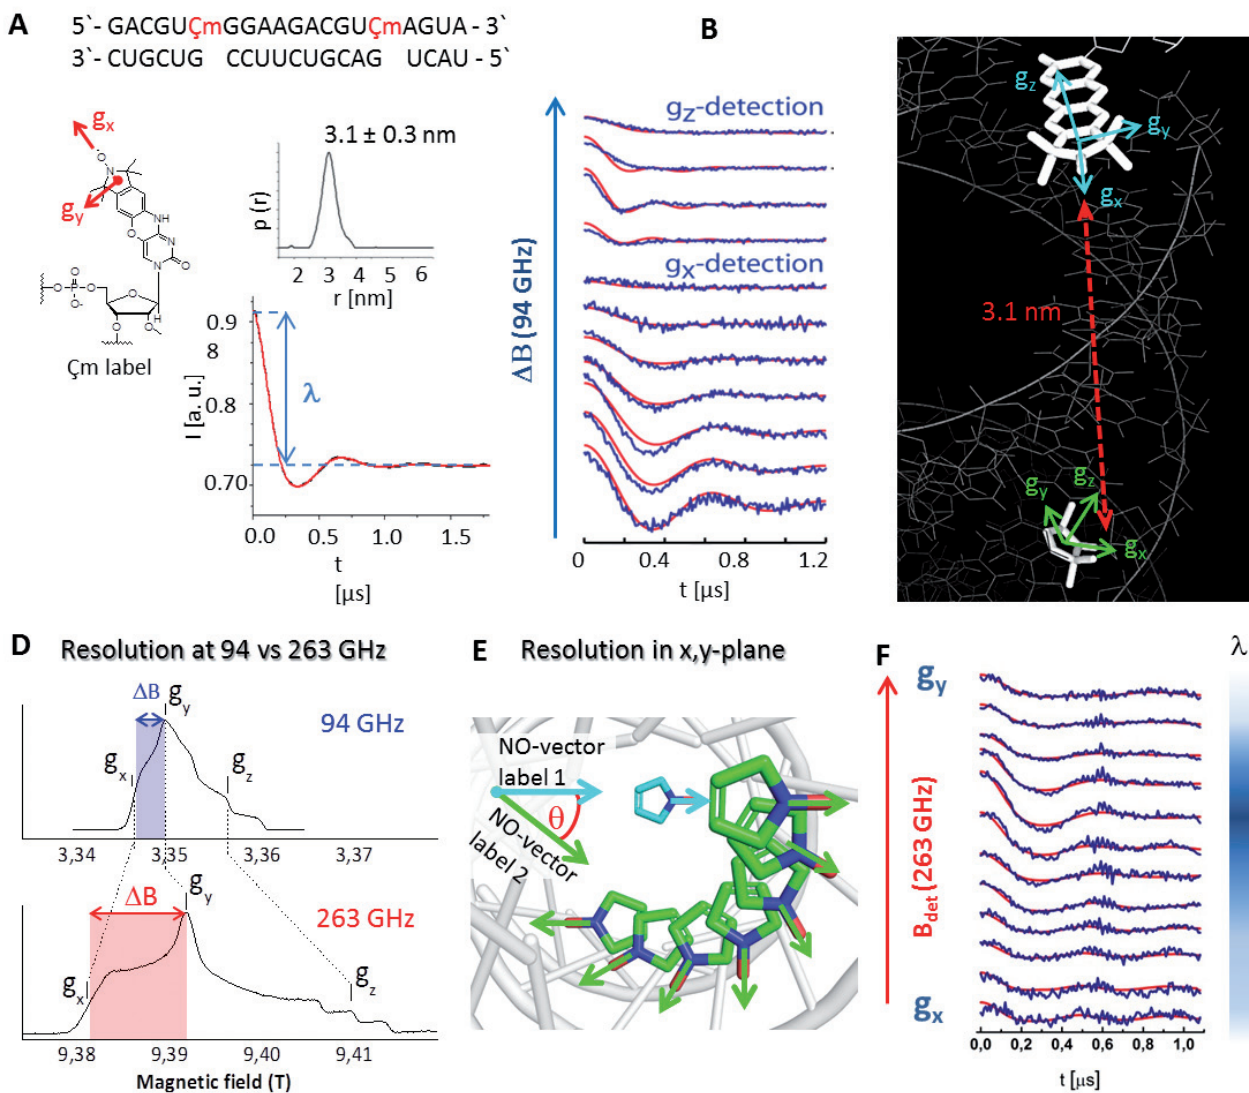 A
5`- GACGUÇmGGAAGACGUÇmAGUA - 3`
3`- CUGCUG CCUUCUGCAG UCAU - 5`
gx
gy
O
N
O
NH
N
N
O
O
P
O
O-
O
O
O
H
Çm label
3.1 ± 0.3 nm
p (r)
2 3 4 5 6
r [nm]
0.9
8
0.8
0.70
I [a. u.]
λ
0.0 0.5 1.0 1.5
t
[µs]
ΔB (94 GHz)
gz-detection
gx-detection
0 0.4 0.8 1.2
t [µs]
B
gz
gy
gx
3.1 nm
gy
gz
gx
D Resolution at 94 vs 263 GHz
ΔB
gy
94 GHz
gx
gz
3,34 3,35 3,36 3,37
gy
ΔB
263 GHz
gx
gz
9,38 9,39 9,40 9,41
Magnetic field (T)
E Resolution in x,y-plane
NO-vector
label 1
θ
NO-vector
label 2
F
λ
gy
Bdet (263 GHz)
gx
0,0 0,2 0,4 0,6 0,8 1,0
t [µs]